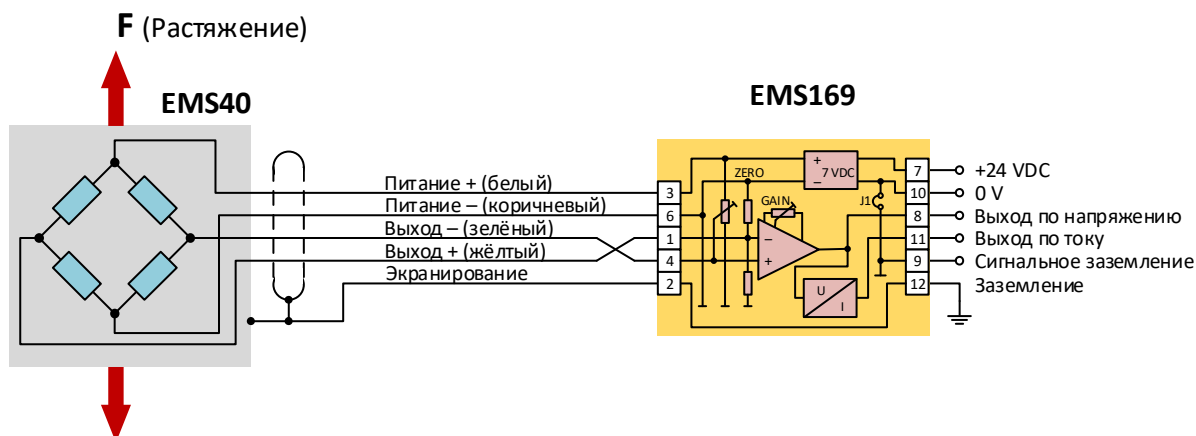 F (Растяжение)
EMS40
EMS169
Питание + (белый)
Питание – (коричневый)
Выход – (зелёный)
Выход + (жёлтый)
Экранирование
3
6
1
4
2
ZERO
GAIN
+
–
7 VDC
J1
–
+
U
I
7
10
8
11
9
12
+24 VDC
0 V
Выход по напряжению
Выход по току
Сигнальное заземление
Заземление